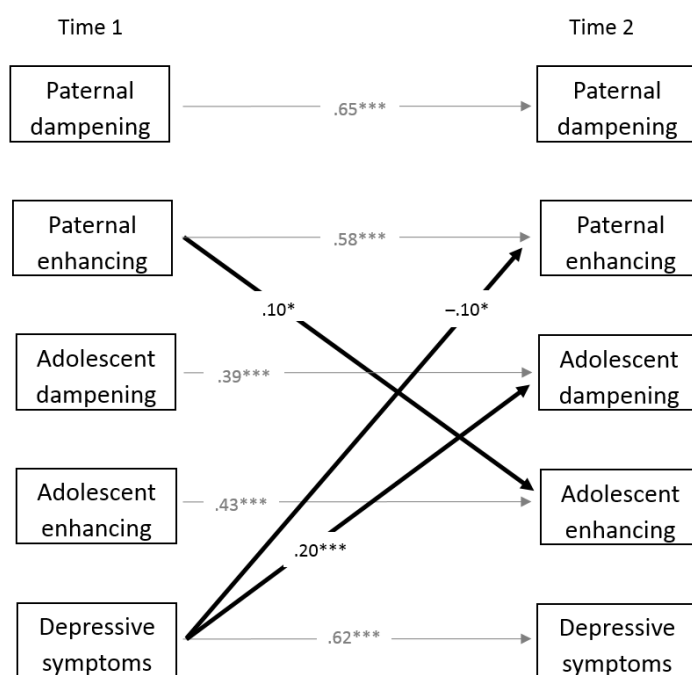 Time 1
Time 2
Paternal
dampening
.65***
Paternal
dampening
Paternal
enhancing
.58***
Paternal
enhancing
.10*
–.10*
Adolescent
dampening
.39***
Adolescent
dampening
Adolescent
enhancing
.43***
Adolescent
enhancing
.20***
Depressive
symptoms
.62***
Depressive
symptoms